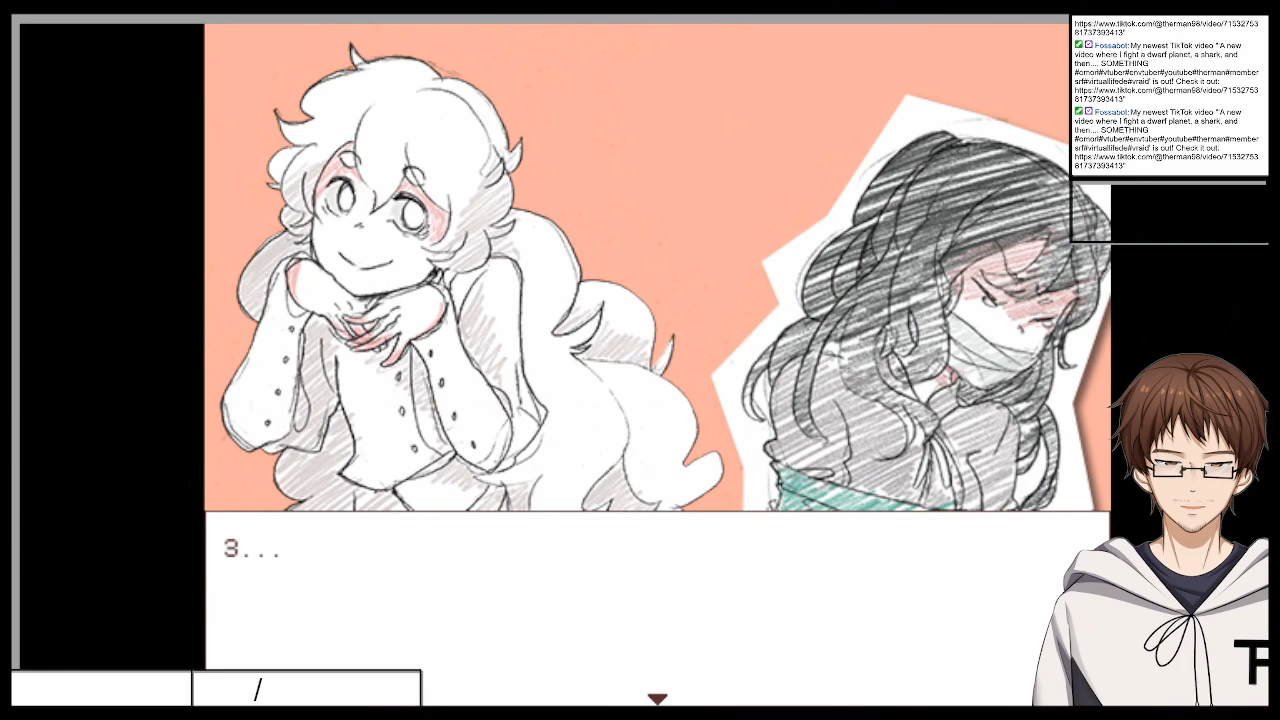 https://www.tiktok.com/@therman98/video/71532753
81737393413"
Fossabot: My newest TikTok video '"A new
video where I fight a dwarf planet, a shark, and
then.... SOMETHING
#omori#vtuber#envtuber#youtube#therman#member
srf#virtuallifede#vraid' is out! Check it out:
https://www.tiktok.com/@therman98/video/71532753
81737393413"
Fossabot: My newest TikTok video '"A new
video where I fight a dwarf planet, a shark, and
then.... SOMETHING
#omori#vtuber#envtuber#youtube#therman#member
srf#virtuallifede#vraid' is out! Check it out:
https://www.tiktok.com/@therman98/video/71532753
81737393413"
3...
/